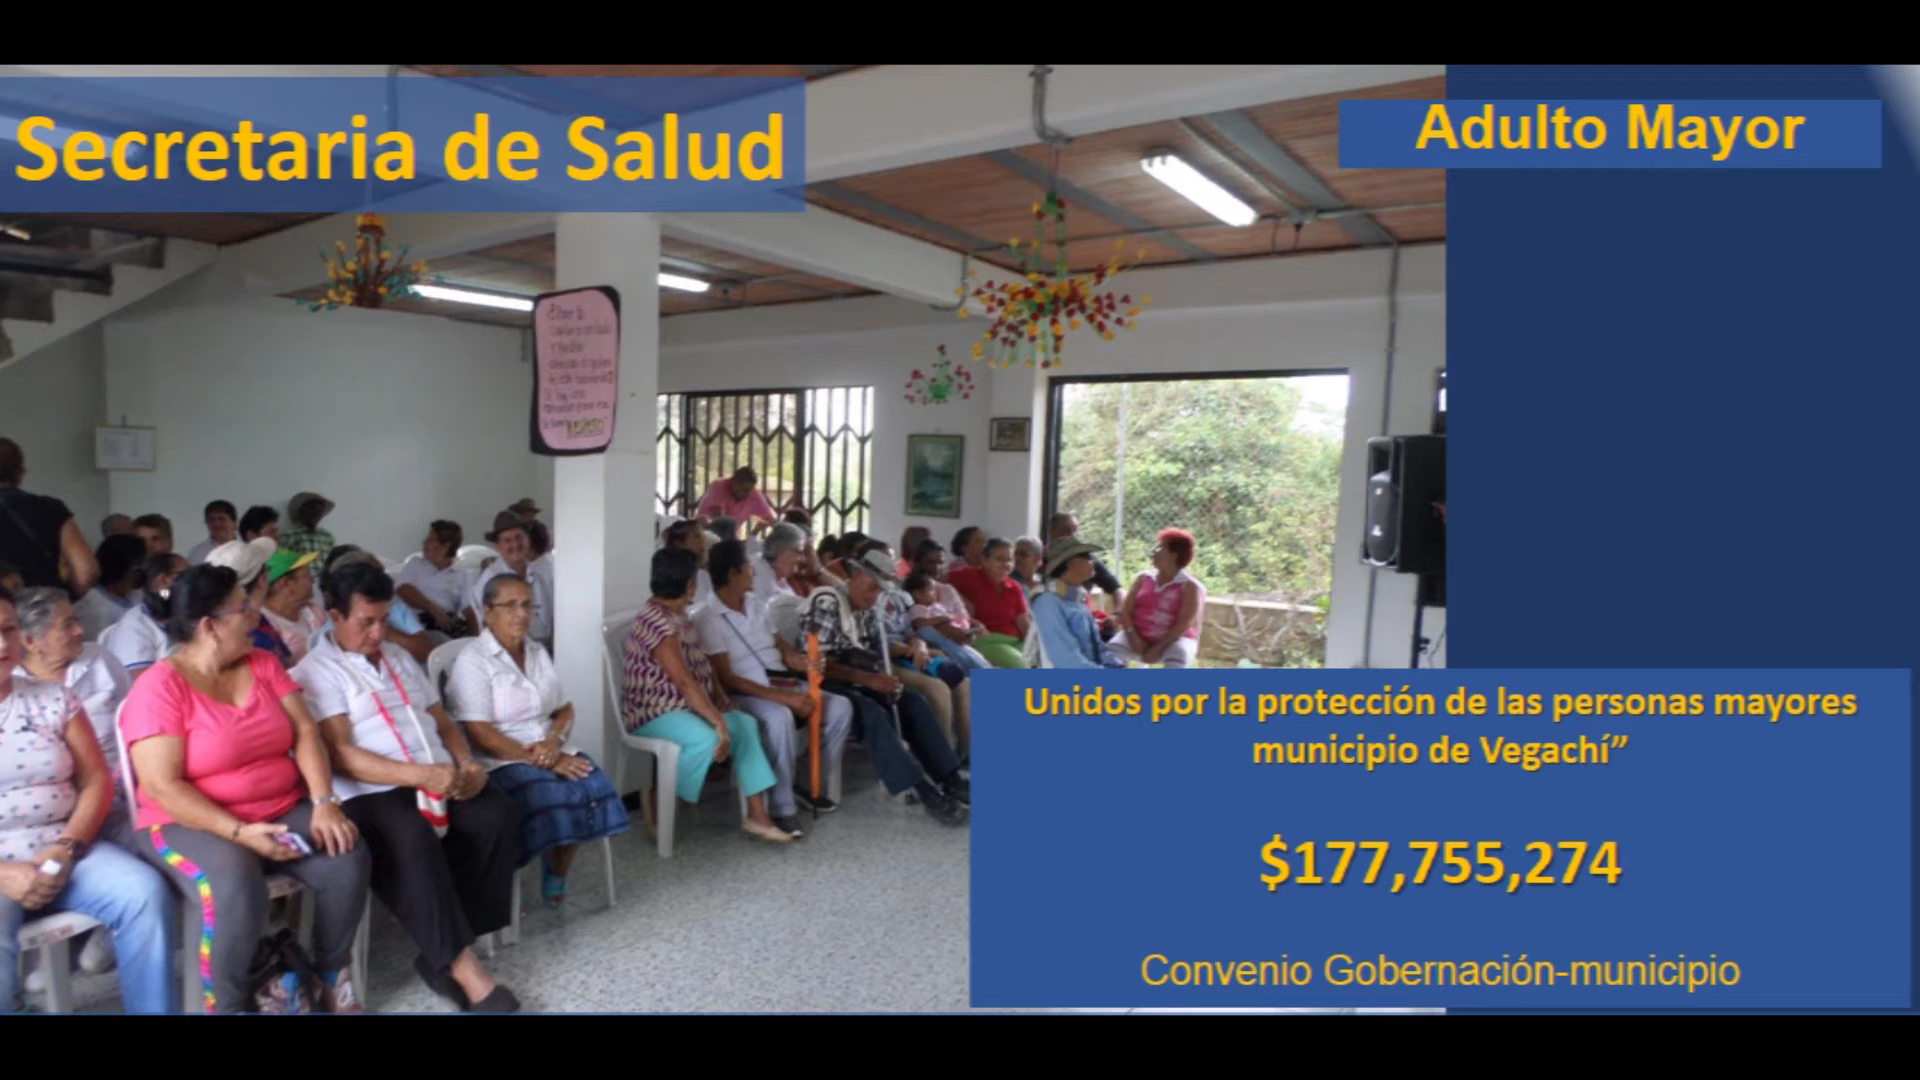 Secretaria de Salud
Adulto Mayor
Unidos por la protección de las personas mayores
municipio de Vegachí”
$177,755,274
Convenio Gobernación-municipio